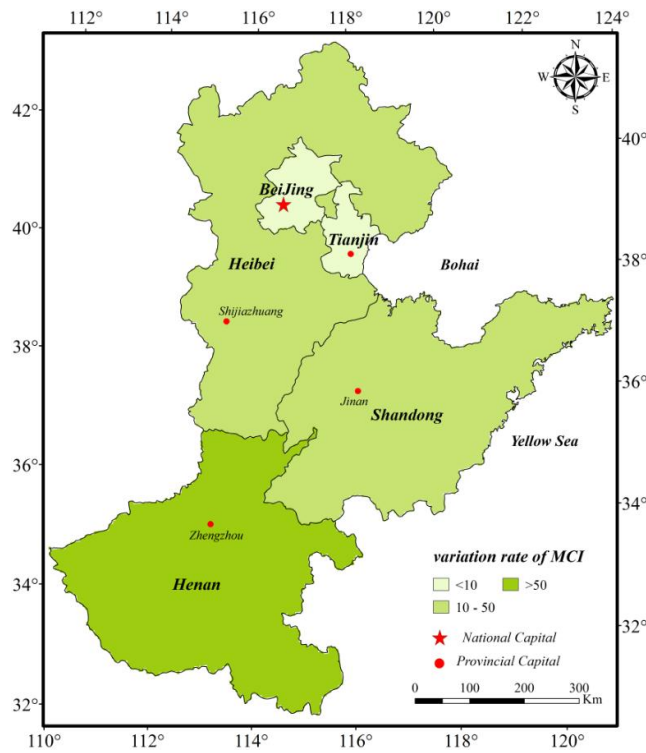 112° 114° 116° 118° 120° 122° 124°
N
W E
S
42°
40°
BeiJing
40°
Tianjin
Heibei
Bohai
38°
Shijiazhuang
38°
Jinan
36°
Shandong
Yellow Sea
36°
34°
Zhengzhou
variation rate of MCI
Henan
<10 >50
34°
10 - 50
National Capital
32°
Provincial Capital
0 50 100 200 300
Km
32°
110° 112° 114° 116° 118° 120°